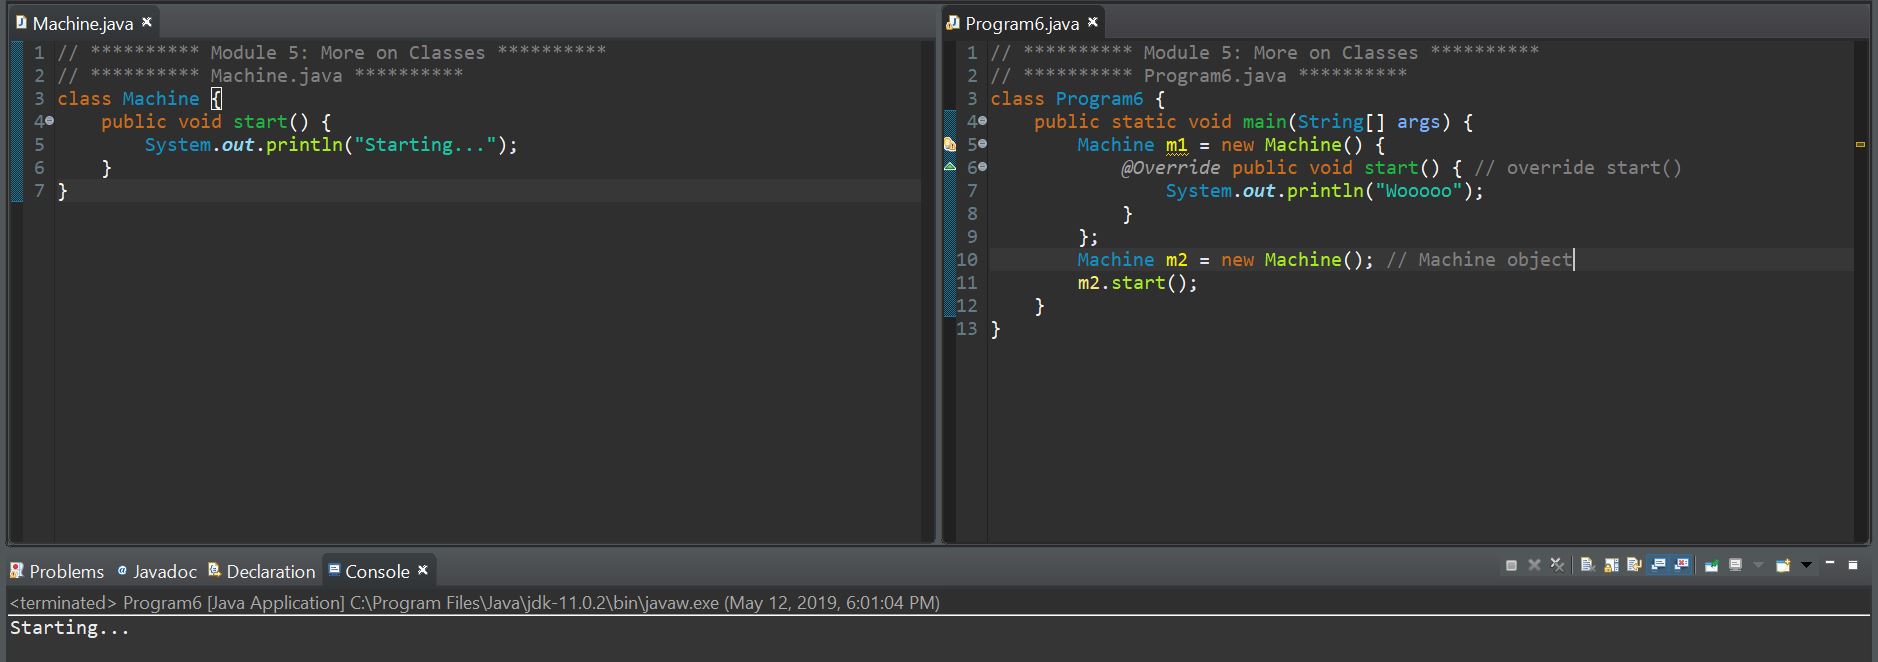 Machine.java
1 // ********** Module 5: More on Classes **********
2 // ********** Machine.java **********
3 class Machine {
4     public void start() {
5         System.out.println("Starting...");
6     }
7 }
Program6.java
1 // ********** Module 5: More on Classes **********
2 // ********** Program6.java **********
3 class Program6 {
4     public static void main(String[] args) {
5         Machine m1 = new Machine() {
6             @Override public void start() { // override start()
7                 System.out.println("Wooooo");
8             }
9         };
10         Machine m2 = new Machine(); // Machine object
11         m2.start();
12     }
13 }
Problems @ Javadoc Declaration Console
<terminated> Program6 [Java Application] C:\Program Files\Java\jdk-11.0.2\bin\javaw.exe (May 12, 2019, 6:01:04 PM)
Starting...